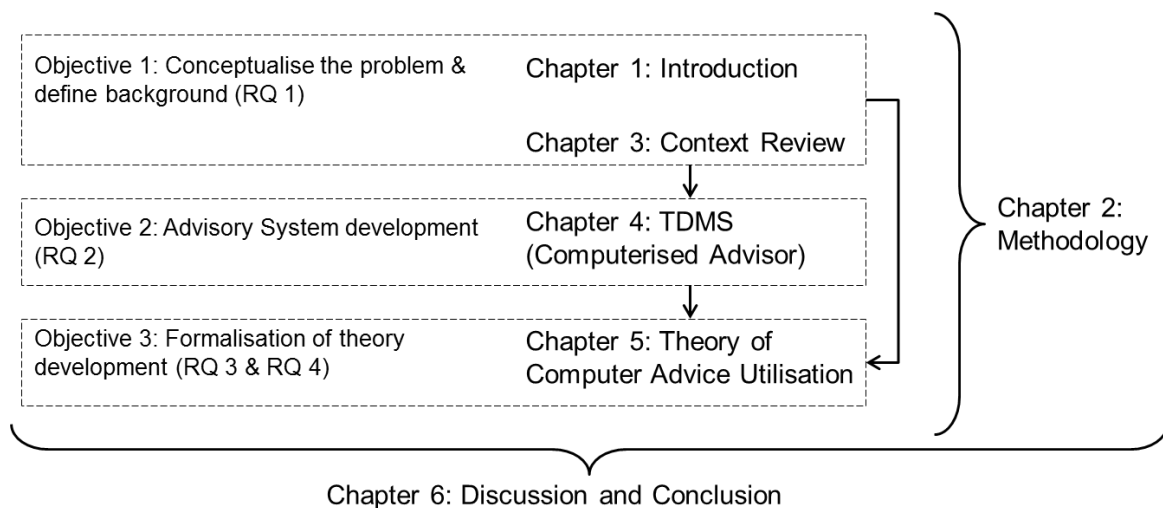 Objective 1: Conceptualise the problem &
define background (RQ 1)
Chapter 1: Introduction
Chapter 3: Context Review
Objective 2: Advisory System development
(RQ 2)
Chapter 4: TDMS
(Computerised Advisor)
Objective 3: Formalisation of theory
development (RQ 3 & RQ 4)
Chapter 5: Theory of
Computer Advice Utilisation
Chapter 2:
Methodology
Chapter 6: Discussion and Conclusion